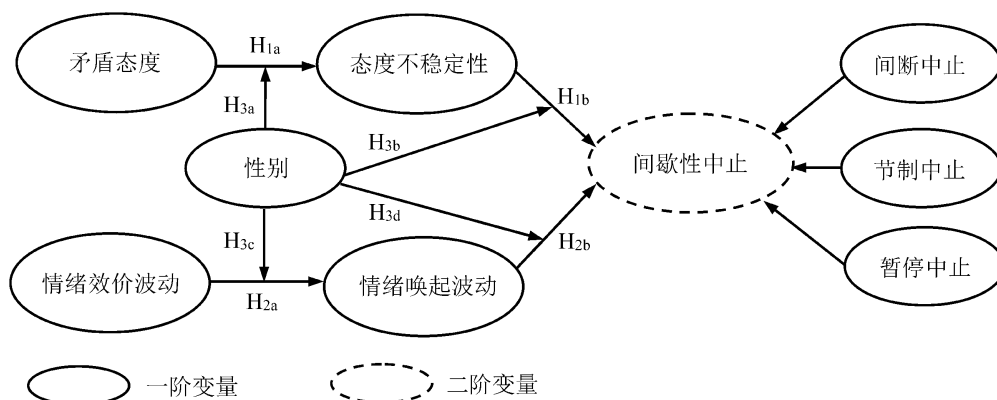 矛盾态度
H1a
态度不稳定性
间断中止
H3a
H1b
H3b
性别
间歇性中止
节制中止
H3d
H3c
H2b
情绪效价波动
H2a
情绪唤起波动
暂停中止
一阶变量
二阶变量